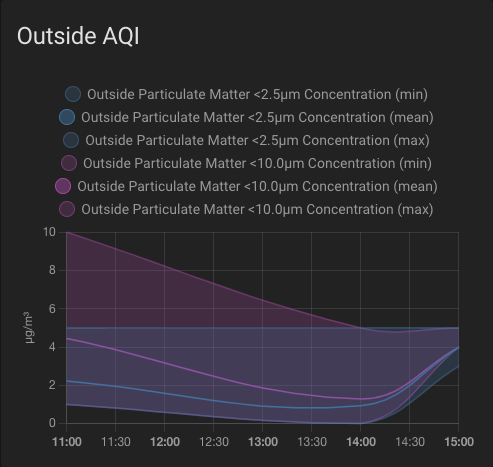 Outside AQI
Outside Particulate Matter <2.5μm Concentration (min)
Outside Particulate Matter <2.5μm Concentration (mean)
Outside Particulate Matter <2.5μm Concentration (max)
Outside Particulate Matter <10.0μm Concentration (min)
Outside Particulate Matter <10.0μm Concentration (mean)
Outside Particulate Matter <10.0μm Concentration (max)
10
8
6
4
2
0
μg/m³
11:00 11:30 12:00 12:30 13:00 13:30 14:00 14:30 15:00